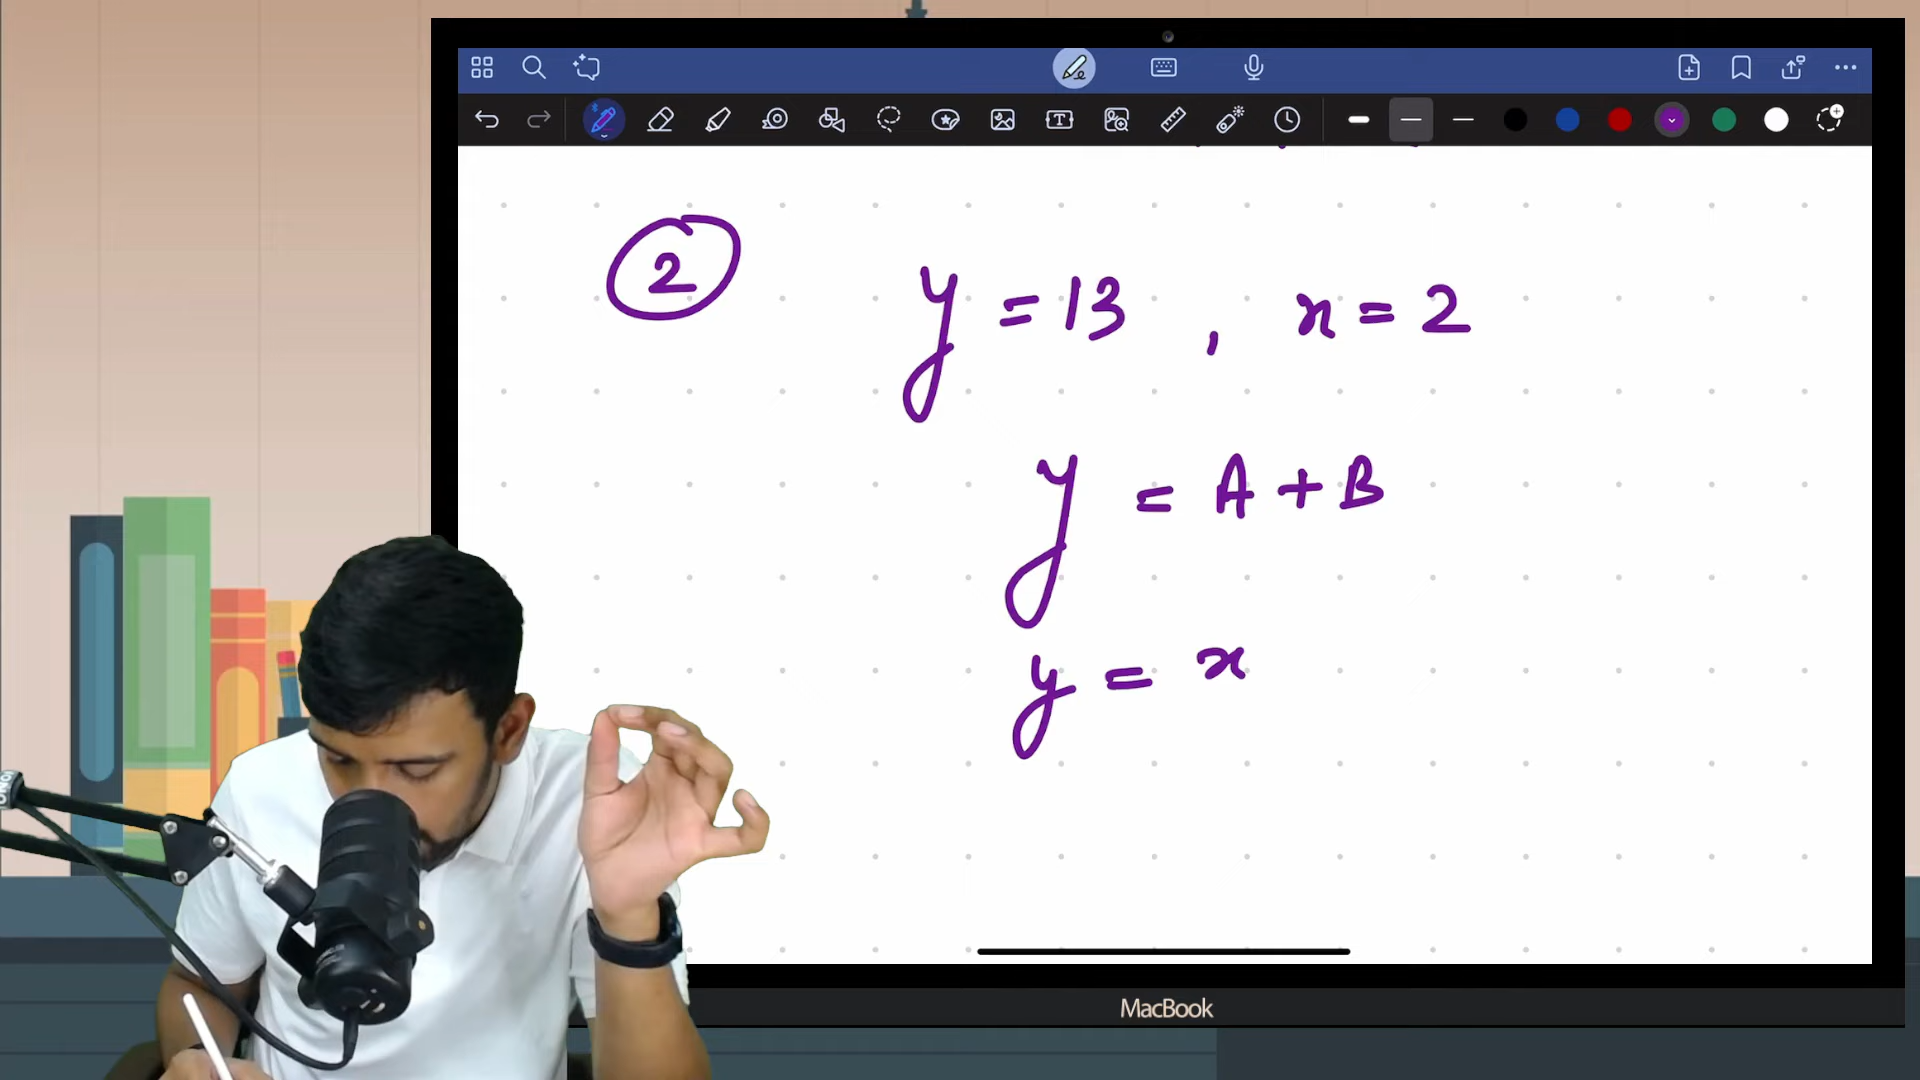 2
y = 13 , x = 2
y = A + B
y = x
MacBook